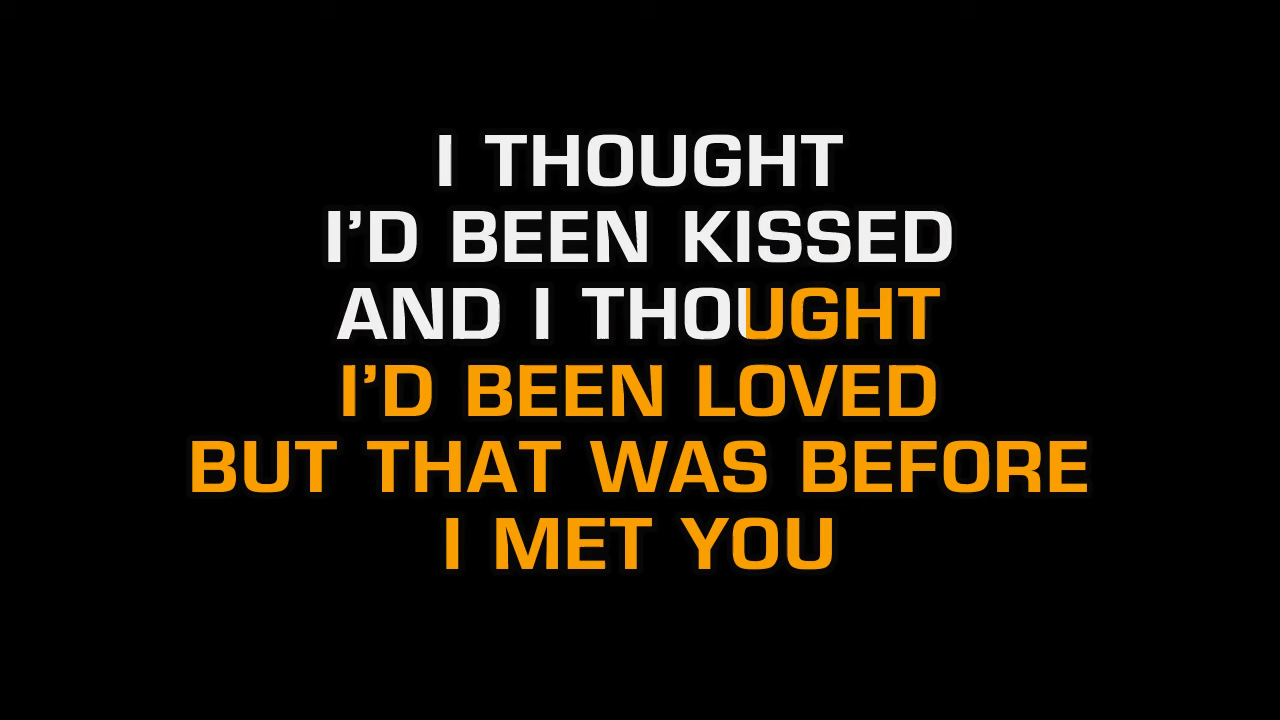 I THOUGHT
I'D BEEN KISSED
AND I THOUGHT
I'D BEEN LOVED
BUT THAT WAS BEFORE
I MET YOU